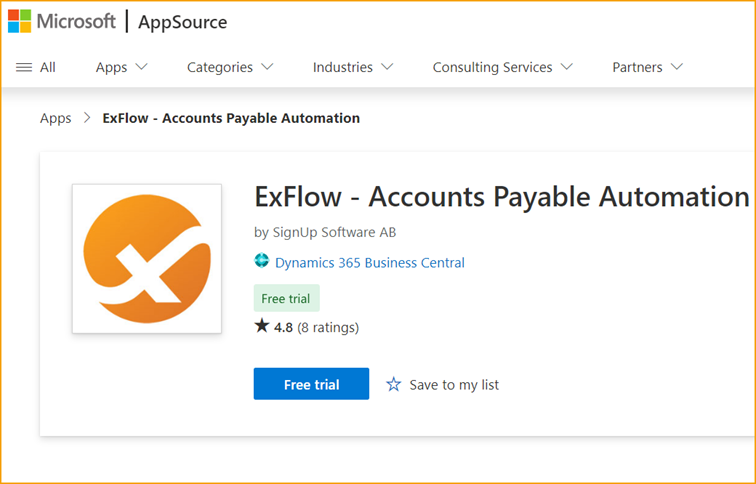 Microsoft | AppSource
All Apps Categories Industries Consulting Services Partners
Apps > ExFlow - Accounts Payable Automation
ExFlow - Accounts Payable Automation
by SignUp Software AB
Dynamics 365 Business Central
Free trial
★ 4.8 (8 ratings)
Free trial ☆ Save to my list